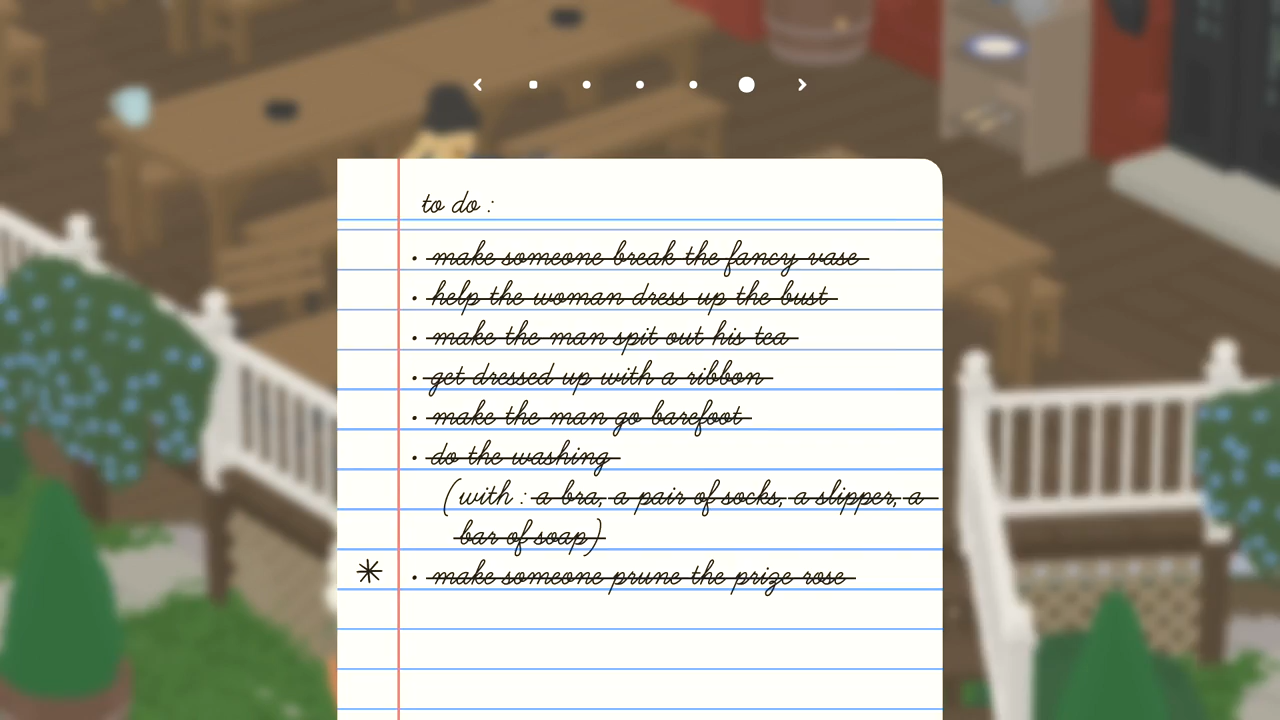 to do :
• make someone break the fancy vase
• help the woman dress up the bust
• make the man spit out his tea
• get dressed up with a ribbon
• make the man go barefoot
• do the washing
(with : a bra, a pair of socks, a slipper, a
bar of soap)
• make someone prune the prize rose